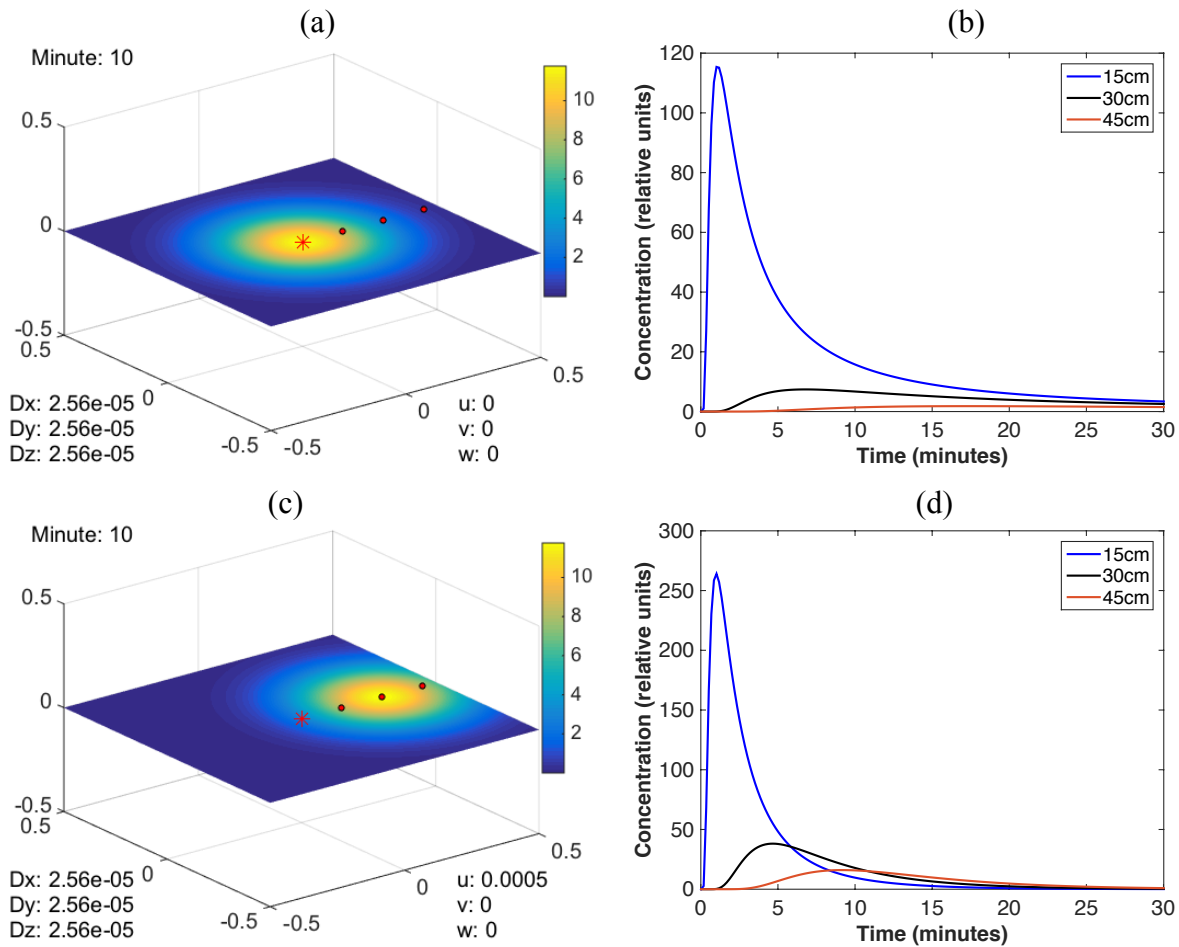 (a)
Minute: 10
0.5
0
-0.5
0.5
0
-0.5
-0.5
0
0.5
10
8
6
4
2
Dx: 2.56e-05
Dy: 2.56e-05
Dz: 2.56e-05
u: 0
v: 0
w: 0
(b)
Concentration (relative units)
120
100
80
60
40
20
0
0 5 10 15 20 25 30
Time (minutes)
15cm
30cm
45cm
(c)
Minute: 10
0.5
0
-0.5
0.5
0
-0.5
-0.5
0
0.5
10
8
6
4
2
Dx: 2.56e-05
Dy: 2.56e-05
Dz: 2.56e-05
u: 0.0005
v: 0
w: 0
(d)
Concentration (relative units)
300
250
200
150
100
50
0
0 5 10 15 20 25 30
Time (minutes)
15cm
30cm
45cm